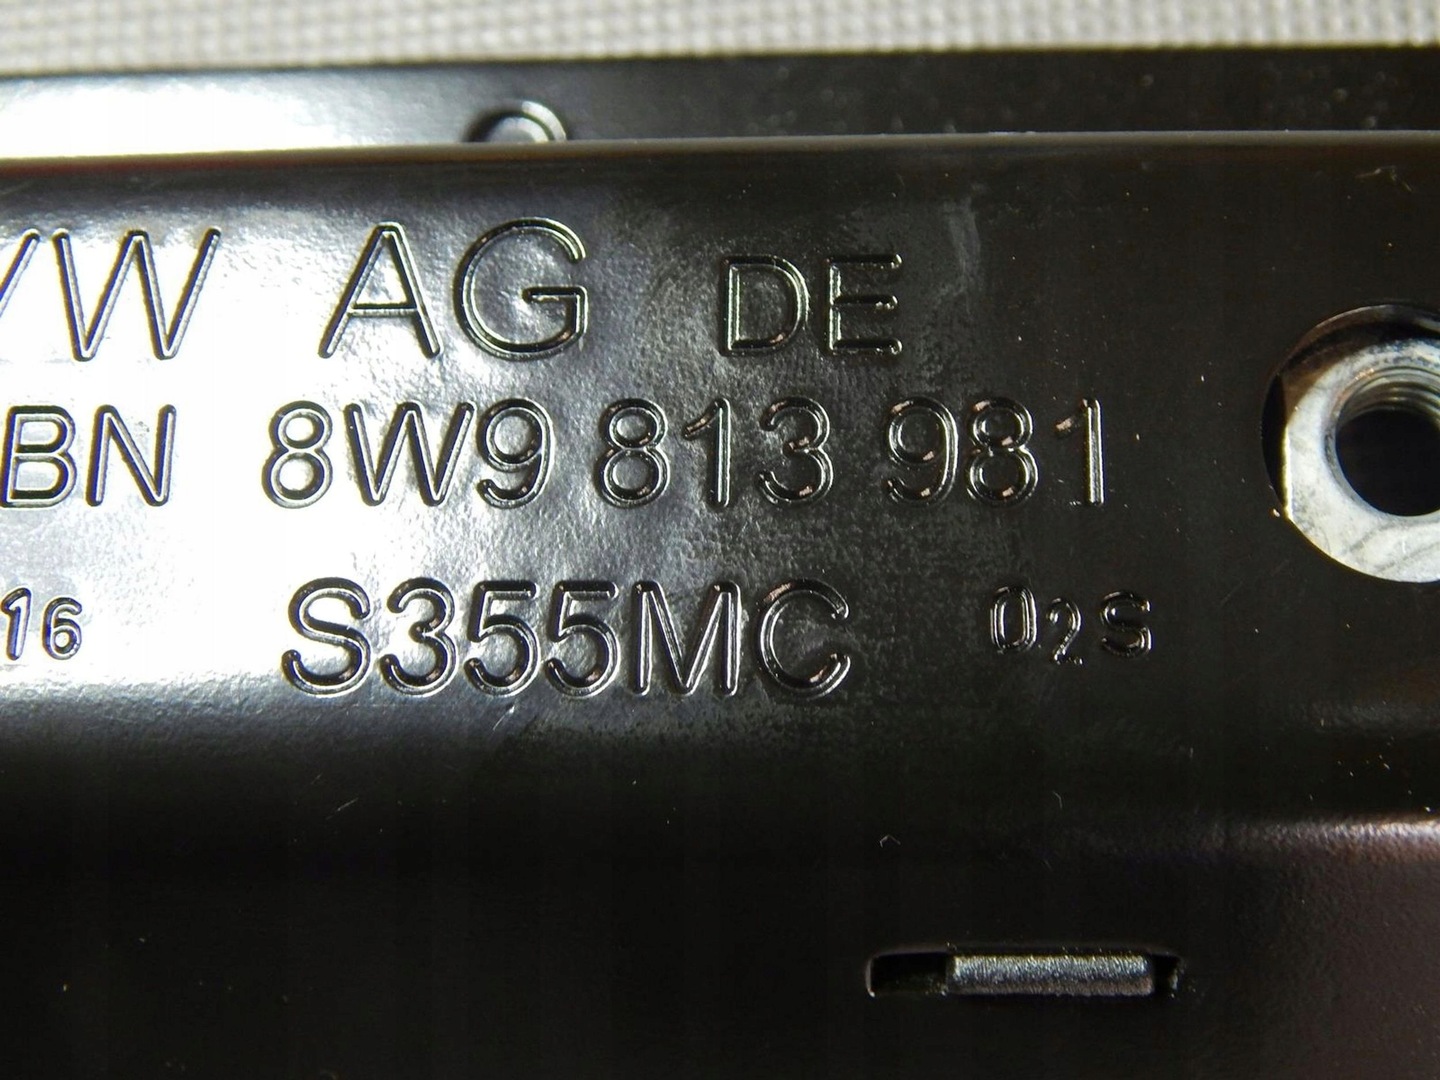 VW AG DE
BN 8W9 813 981
16 S355MC 02S